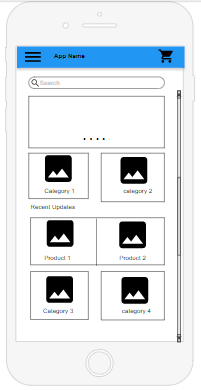 App Name
Search
Category 1 category 2
Recent Updates
Product 1 Product 2
Category 3 category 4